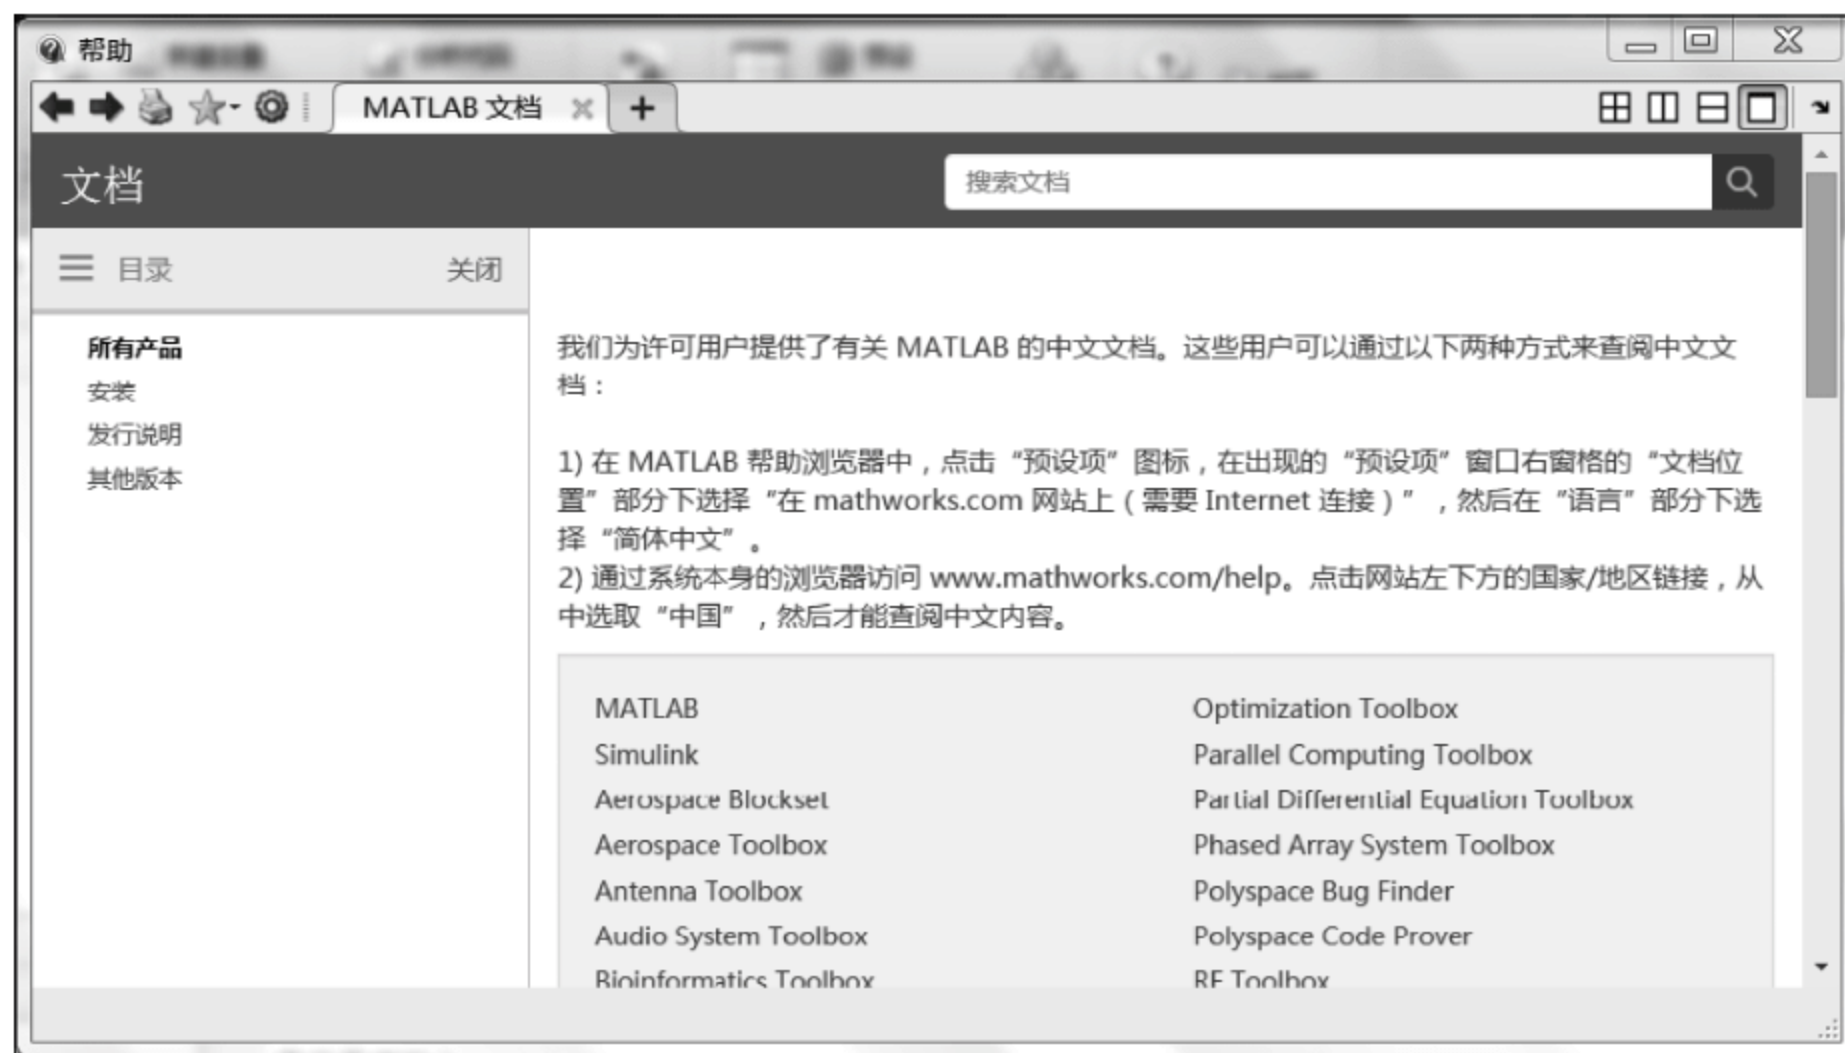 帮助
MATLAB 文档
文档
搜索文档
目录
关闭
所有产品
安装
发行说明
其他版本
我们为许可用户提供了有关 MATLAB 的中文文档。这些用户可以通过以下两种方式来查阅中文文
档：
1) 在 MATLAB 帮助浏览器中，点击“预设项”图标，在出现的“预设项”窗口右窗格的“文档位
置”部分下选择“在 mathworks.com 网站上（需要 Internet 连接）”，然后在“语言”部分下选
择“简体中文”。
2) 通过系统本身的浏览器访问 www.mathworks.com/help。点击网站左下方的国家/地区链接，从
中选取“中国”，然后才能查阅中文内容。
MATLAB
Simulink
Aerospace Blockset
Aerospace Toolbox
Antenna Toolbox
Audio System Toolbox
Bioinformatics Toolbox
Optimization Toolbox
Parallel Computing Toolbox
Partial Differential Equation Toolbox
Phased Array System Toolbox
Polyspace Bug Finder
Polyspace Code Prover
RF Toolbox